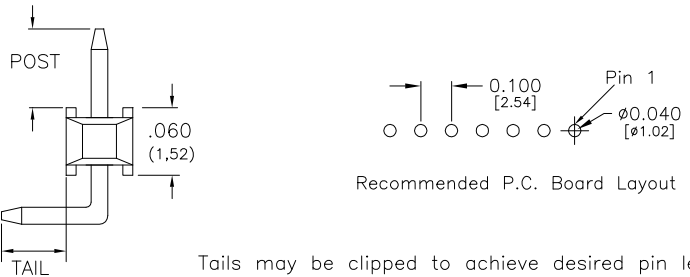 POST
.060
(1,52)
TAIL
0.100
[2.54]
Pin 1
ø0.040
[ø1.02]
Recommended P.C. Board Layout
Tails may be clipped to achieve desired pin le